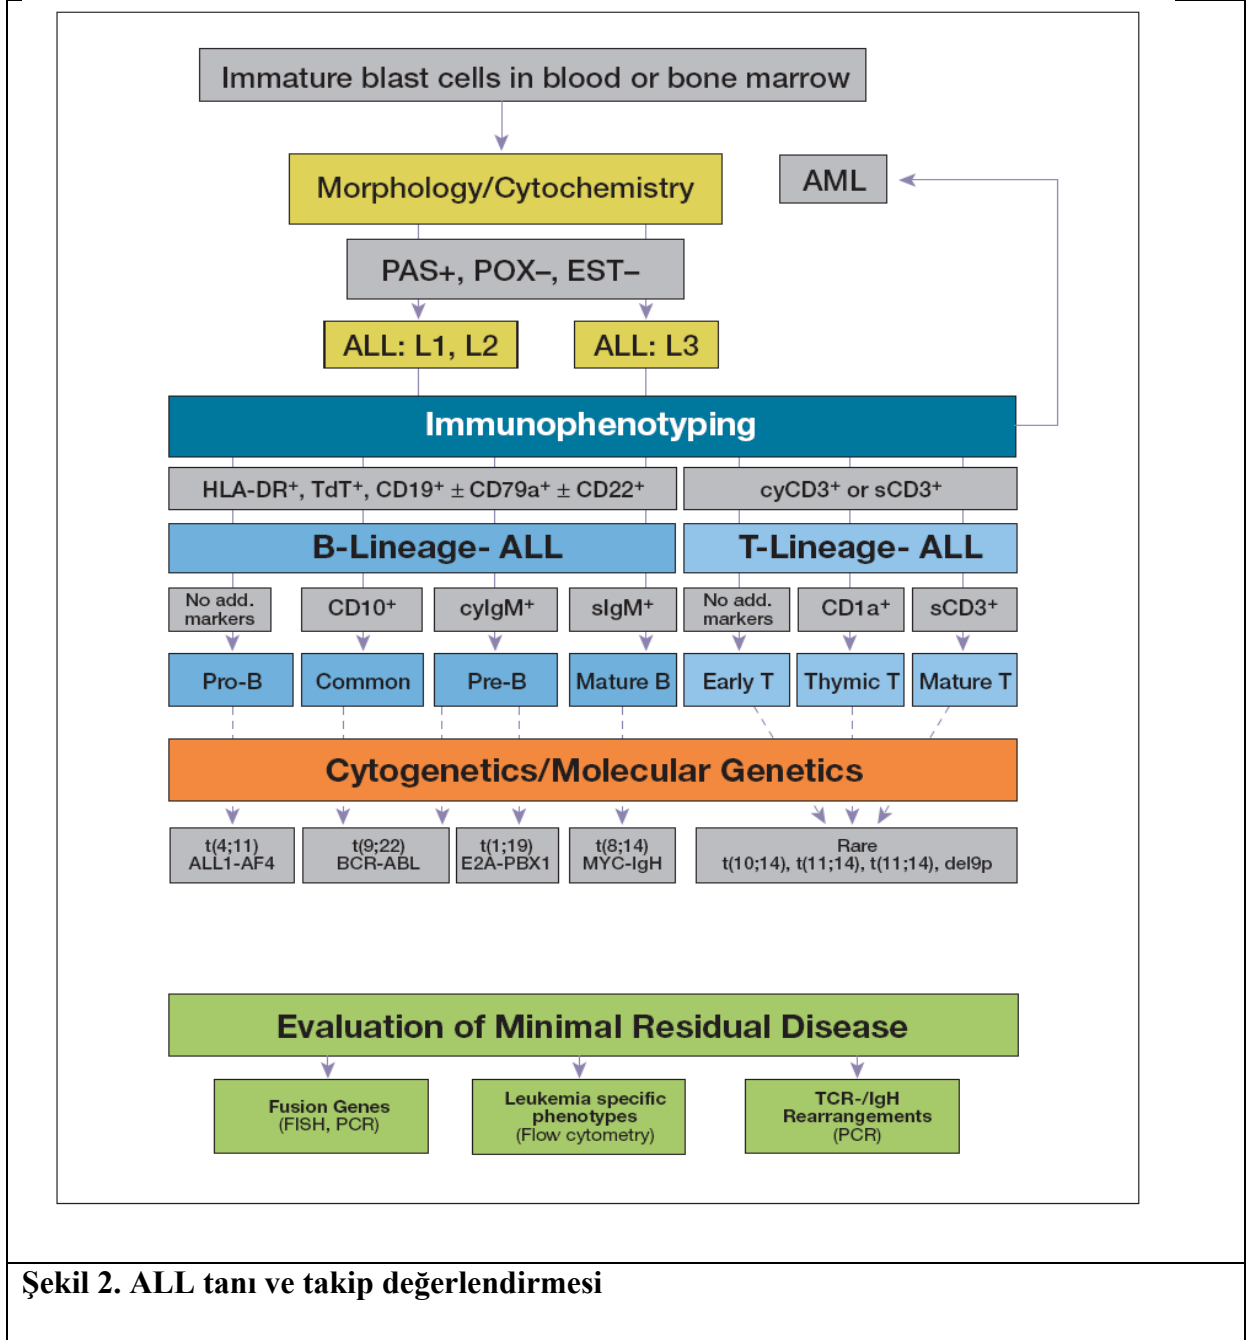 Immature blast cells in blood or bone marrow
Morphology/Cytochemistry
AML
PAS+, POX–, EST–
ALL: L1, L2
ALL: L3
Immunophenotyping
HLA-DR⁺, TdT⁺, CD19⁺ ± CD79a⁺ ± CD22⁺
cyCD3⁺ or sCD3⁺
B-Lineage- ALL
T-Lineage- ALL
No add.
markers
CD10⁺
cyIgM⁺
sIgM⁺
No add.
markers
CD1a⁺
sCD3⁺
Pro-B
Common
Pre-B
Mature B
Early T
Thymic T
Mature T
Cytogenetics/Molecular Genetics
t(4;11)
ALL1-AF4
t(9;22)
BCR-ABL
t(1;19)
E2A-PBX1
t(8;14)
MYC-IgH
Rare
t(10;14), t(11;14), t(11;14), del9p
Evaluation of Minimal Residual Disease
Fusion Genes
(FISH, PCR)
Leukemia specific
phenotypes
(Flow cytometry)
TCR-/IgH
Rearrangements
(PCR)
Şekil 2. ALL tanı ve takip değerlendirmesi